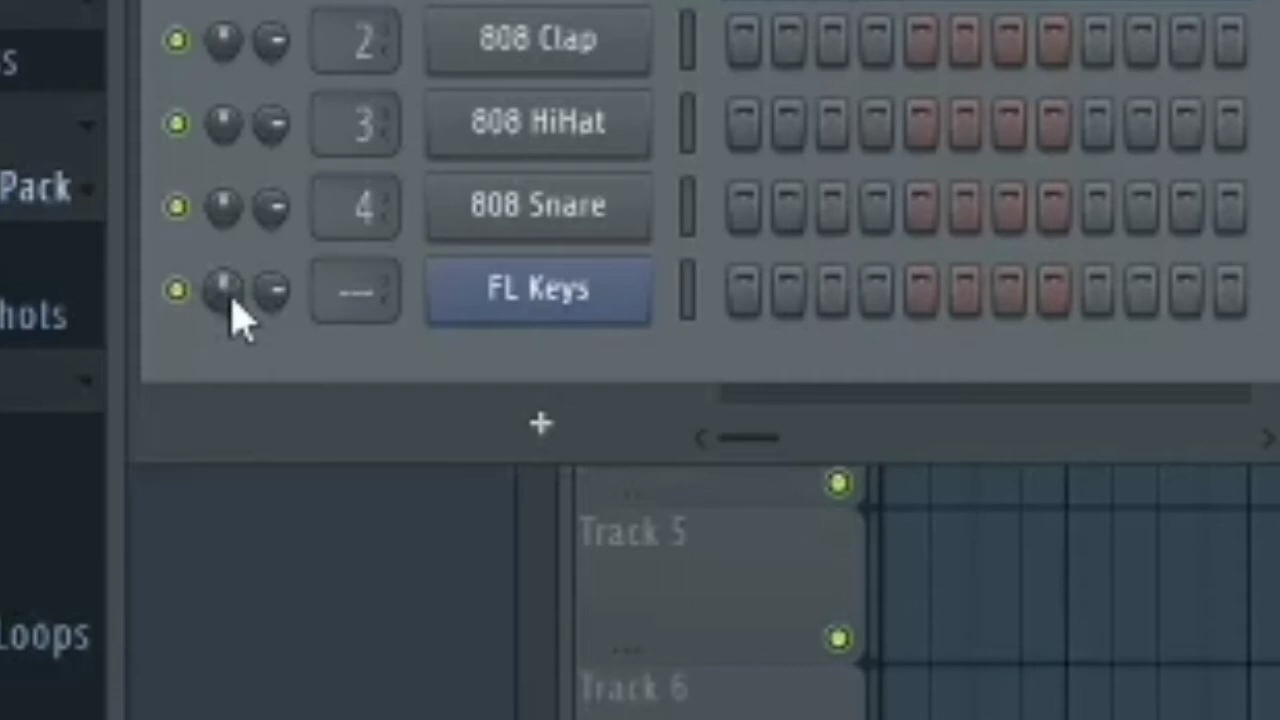 2 808 Clap
s
3 808 HiHat
Pack
4 808 Snare
--- FL Keys
hots
+
...
Track 5
Loops
...
Track 6